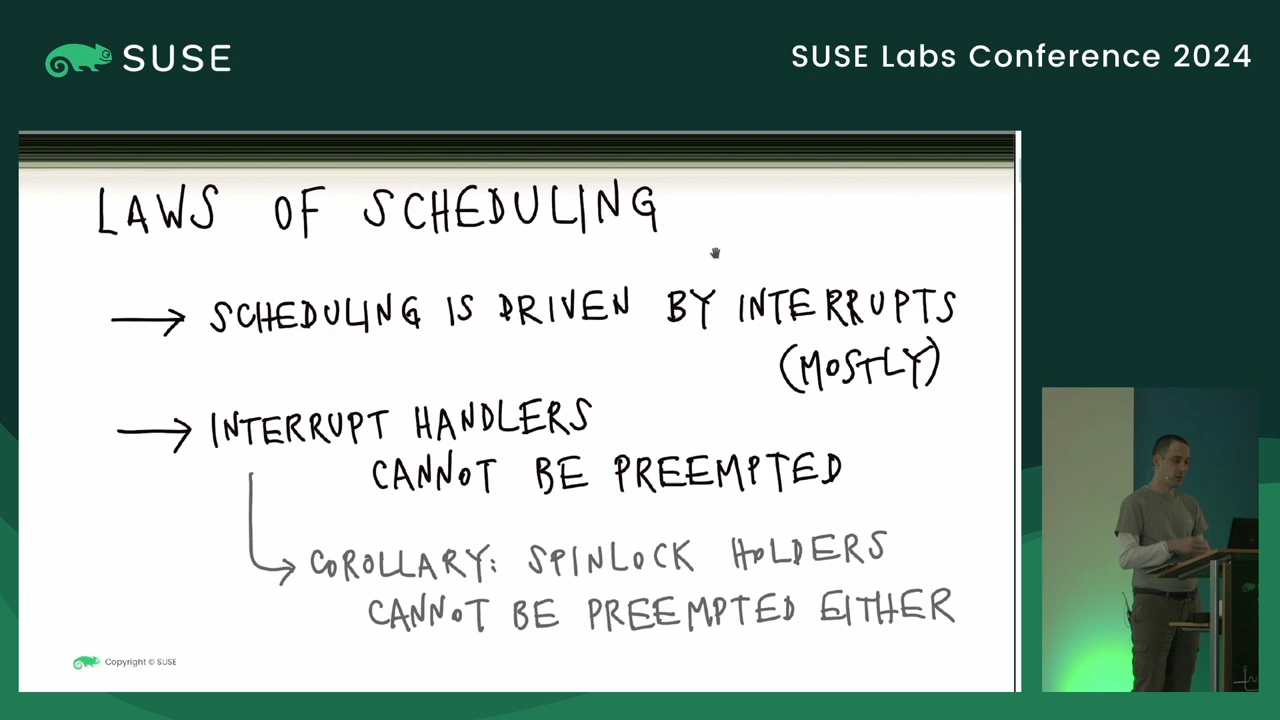 SUSE
SUSE Labs Conference 2024
LAWS OF SCHEDULING
→ SCHEDULING IS DRIVEN BY INTERRUPTS
(MOSTLY)
→ INTERRUPT HANDLERS
CANNOT BE PREEMPTED
→ COROLLARY: SPINLOCK HOLDERS
CANNOT BE PREEMPTED EITHER
Copyright © SUSE